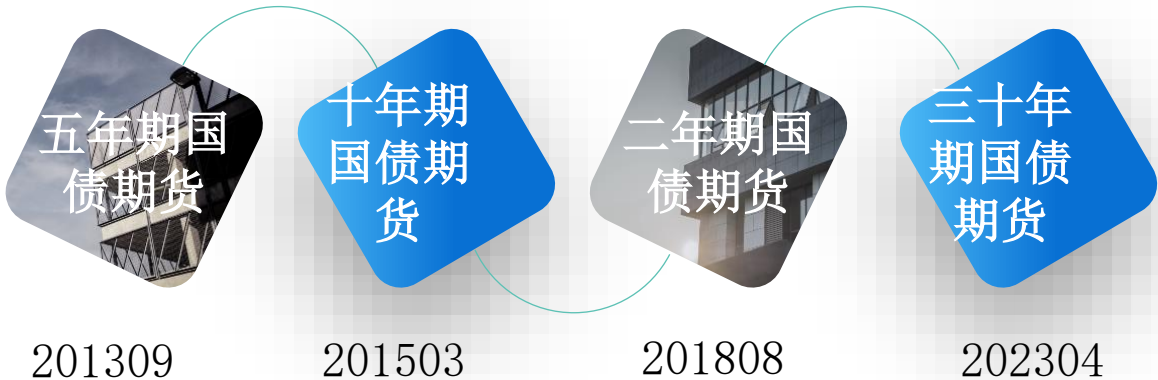 五年期国
债期货
十年期
国债期
货
二年期国
债期货
三十年
期国债
期货
201309
201503
201808
202304